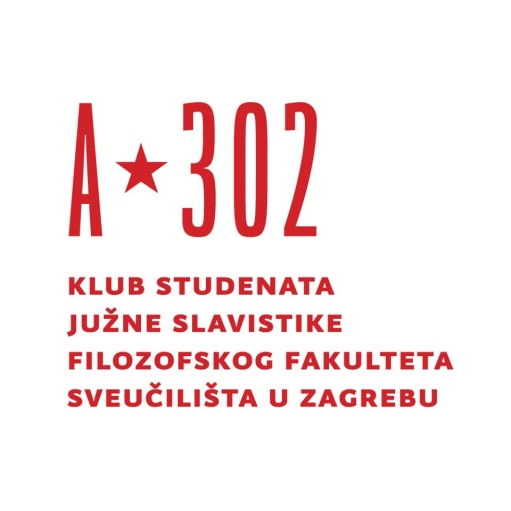 A★302
KLUB STUDENATA
JUŽNE SLAVISTIKE
FILOZOFSKOG FAKULTETA
SVEUČILIŠTA U ZAGREBU